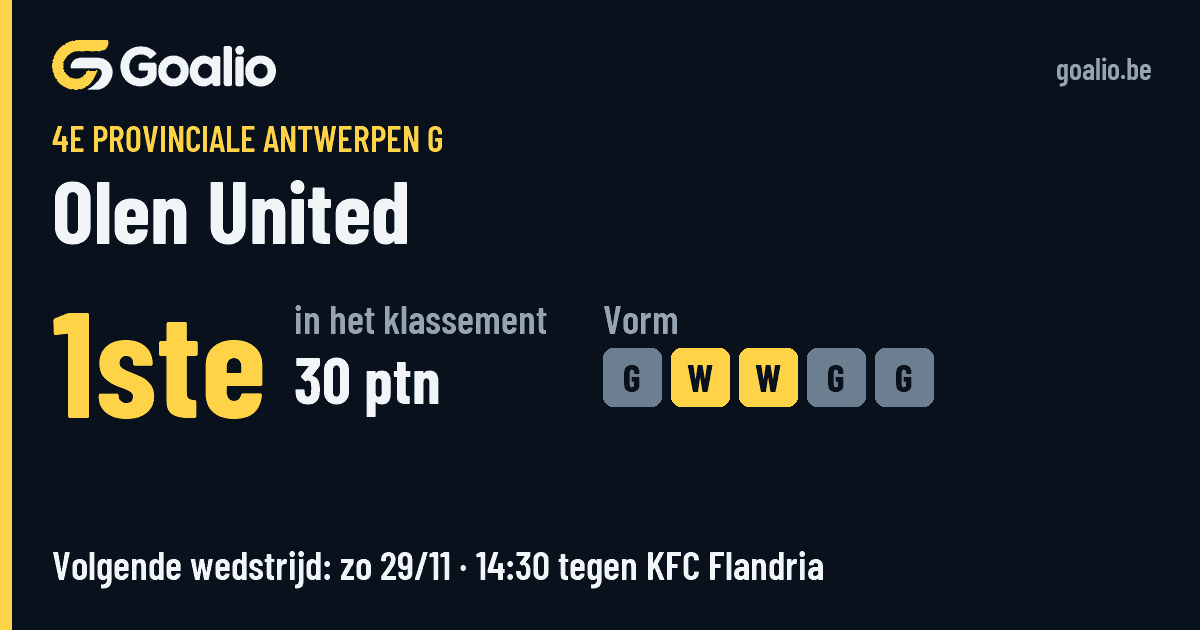 Goalio
goalio.be
4E PROVINCIALE ANTWERPEN G
Olen United
1ste
in het klassement
30 ptn
Vorm
G W W G G
Volgende wedstrijd: zo 29/11 · 14:30 tegen KFC Flandria